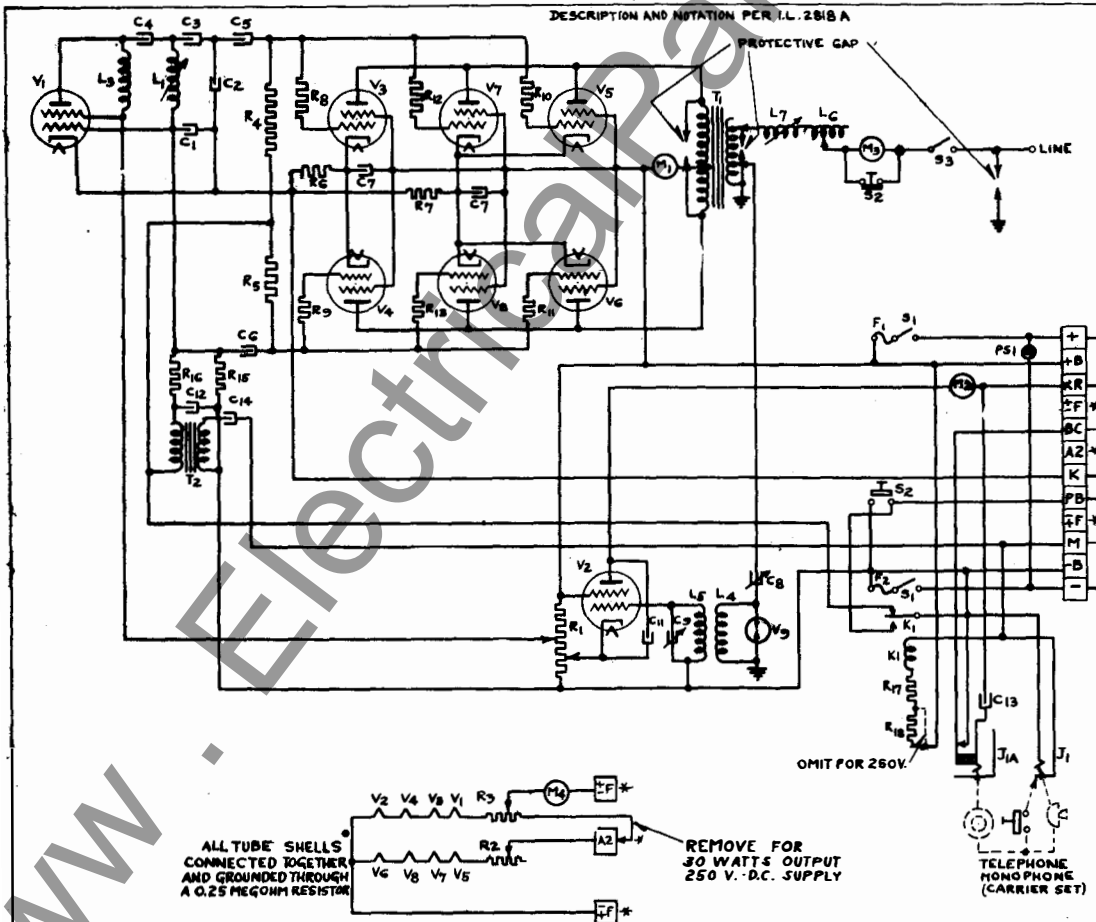 DESCRIPTION AND NOTATION PER I.L. 2818 A
PROTECTIVE GAP
C4
C3
C5
V1
L3
L1
C2
C1
R4
R8
V3
R12
V7
R10
V5
T1
L7
L6
M3
S3
LINE
S2
R6
C7
R7
C7
M1
R5
R9
V4
R13
V8
R11
V6
F1
S1
PS1
+
+B
KR
±F *
BC
A2 *
K
PB
∓F *
M
-B
-
C6
R16
R15
C12
C14
T2
M2
S2
F2
S1
K1
V2
R1
C11
C9
L5
L4
C8
V9
K1
R17
R18
C13
OMIT FOR 250V.
J1A
J1
TELEPHONE
MONOPHONE
(CARRIER SET)
V2 V4 V3 V1 R3
M4
±F *
R2
A2 *
V6 V8 V7 V5
∓F *
ALL TUBE SHELLS
CONNECTED TOGETHER
AND GROUNDED THROUGH
A 0.25 MEGOHM RESISTOR
REMOVE FOR
30 WATTS OUTPUT
250 V.-D.C. SUPPLY
www. ElectricalPa